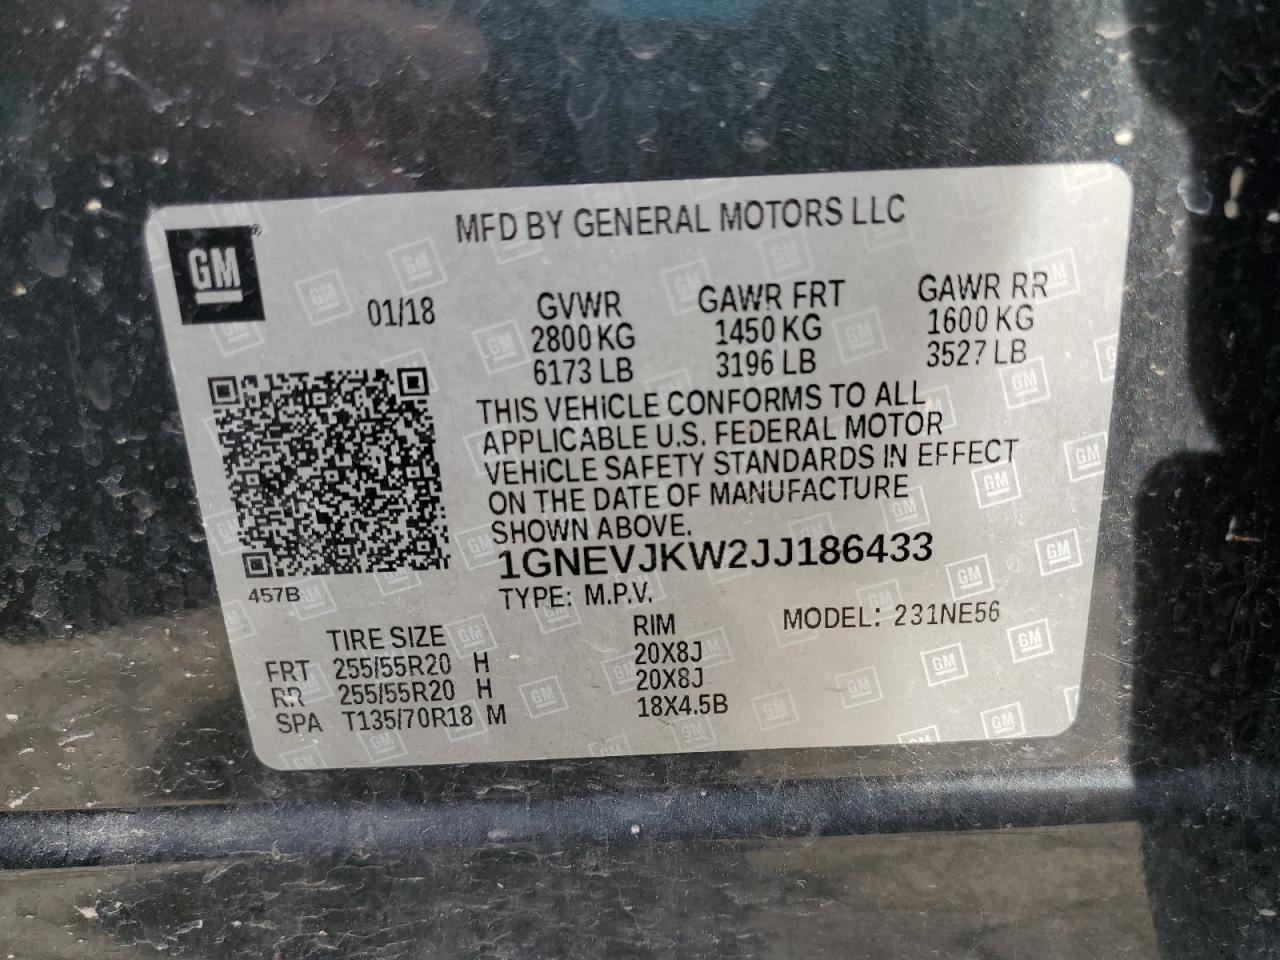 MFD BY GENERAL MOTORS LLC
GM ®
01/18
GVWR GAWR FRT GAWR RR
2800 KG 1450 KG 1600 KG
6173 LB 3196 LB 3527 LB
THIS VEHICLE CONFORMS TO ALL
APPLICABLE U.S. FEDERAL MOTOR
VEHICLE SAFETY STANDARDS IN EFFECT
ON THE DATE OF MANUFACTURE
SHOWN ABOVE.
1GNEVJKW2JJ186433
457B
TYPE: M.P.V.
MODEL: 231NE56
TIRE SIZE RIM
FRT 255/55R20 H 20X8J
RR 255/55R20 H 20X8J
SPA T135/70R18 M 18X4.5B